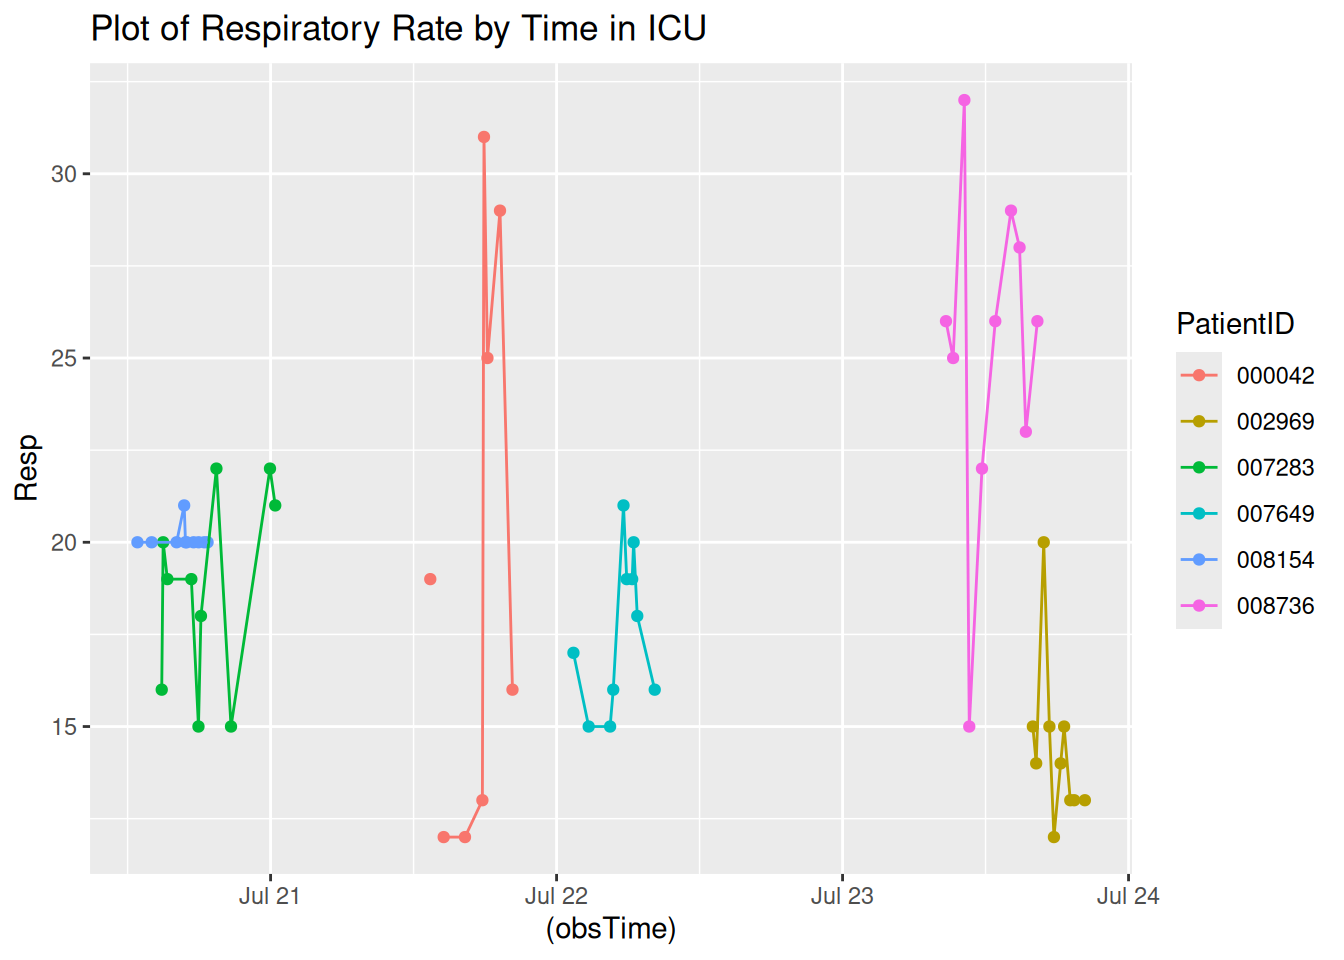 Plot of Respiratory Rate by Time in ICU
30
25
20
15
Resp
Jul 21
Jul 22
Jul 23
Jul 24
(obsTime)
PatientID
000042
002969
007283
007649
008154
008736